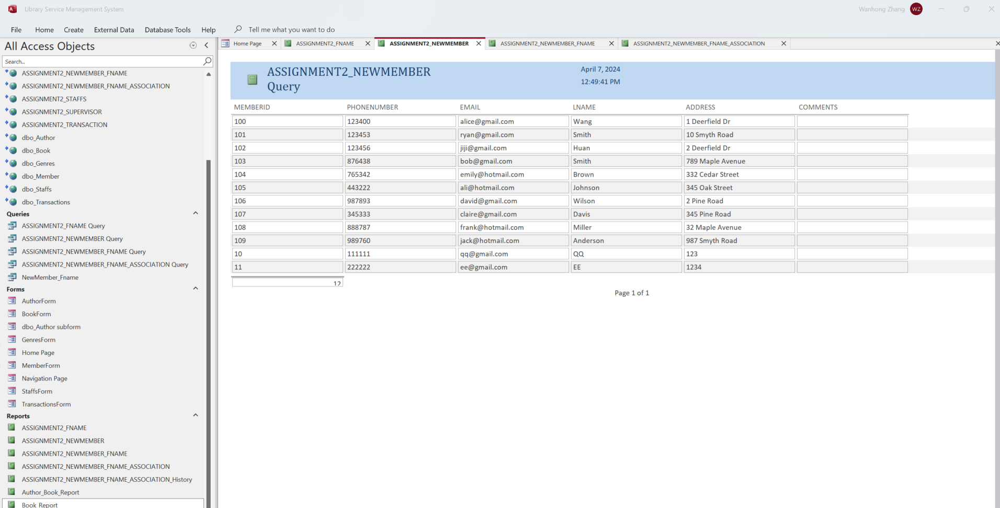 Library Service Management System
Wanhong Zhang WZ
File Home Create External Data Database Tools Help Tell me what you want to do
All Access Objects
Search...
ASSIGNMENT2_NEWMEMBER_FNAME
ASSIGNMENT2_NEWMEMBER_FNAME_ASSOCIATION
ASSIGNMENT2_STAFFS
ASSIGNMENT2_SUPERVISOR
ASSIGNMENT2_TRANSACTION
dbo_Author
dbo_Book
dbo_Genres
dbo_Member
dbo_Staffs
dbo_Transactions
Queries
ASSIGNMENT2_FNAME Query
ASSIGNMENT2_NEWMEMBER Query
ASSIGNMENT2_NEWMEMBER_FNAME Query
ASSIGNMENT2_NEWMEMBER_FNAME_ASSOCIATION Query
NewMember_Fname
Forms
AuthorForm
BookForm
dbo_Author subform
GenresForm
Home Page
MemberForm
Navigation Page
StaffsForm
TransactionsForm
Reports
ASSIGNMENT2_FNAME
ASSIGNMENT2_NEWMEMBER
ASSIGNMENT2_NEWMEMBER_FNAME
ASSIGNMENT2_NEWMEMBER_FNAME_ASSOCIATION
ASSIGNMENT2_NEWMEMBER_FNAME_ASSOCIATION_History
Author_Book_Report
Book_Report
Home Page ASSIGNMENT2_FNAME ASSIGNMENT2_NEWMEMBER ASSIGNMENT2_NEWMEMBER_FNAME ASSIGNMENT2_NEWMEMBER_FNAME_ASSOCIATION
ASSIGNMENT2_NEWMEMBER
Query
April 7, 2024
12:49:41 PM
MEMBERID PHONENUMBER EMAIL LNAME ADDRESS COMMENTS
100 123400 alice@gmail.com Wang 1 Deerfield Dr
101 123453 ryan@gmail.com Smith 10 Smyth Road
102 123456 jiji@gmail.com Huan 2 Deerfield Dr
103 876438 bob@gmail.com Smith 789 Maple Avenue
104 765342 emily@hotmail.com Brown 332 Cedar Street
105 443222 ali@hotmail.com Johnson 345 Oak Street
106 987893 david@gmail.com Wilson 2 Pine Road
107 345333 claire@gmail.com Davis 345 Pine Road
108 888787 frank@hotmail.com Miller 32 Maple Avenue
109 989760 jack@hotmail.com Anderson 987 Smyth Road
10 111111 qq@gmail.com QQ 123
11 222222 ee@gmail.com EE 1234
12
Page 1 of 1